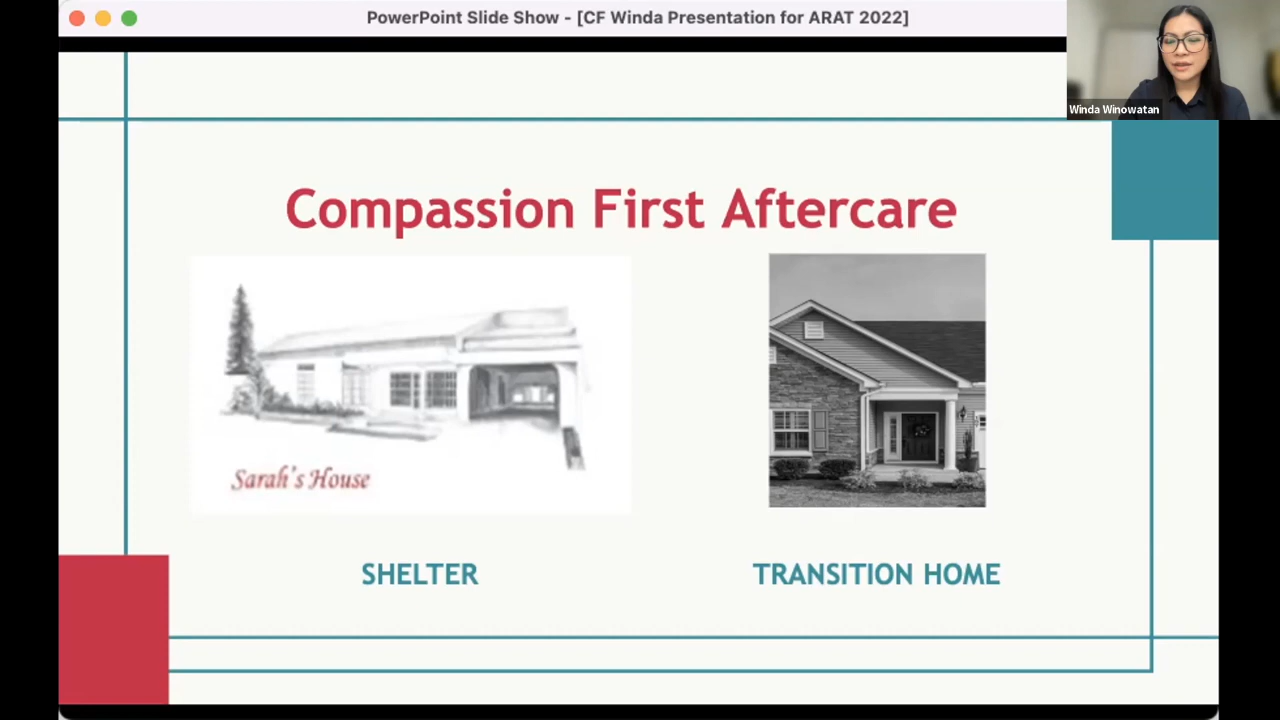 PowerPoint Slide Show - [CF Winda Presentation for ARAT 2022]
Winda Winowatan
Compassion First Aftercare
Sarah's House
SHELTER
TRANSITION HOME